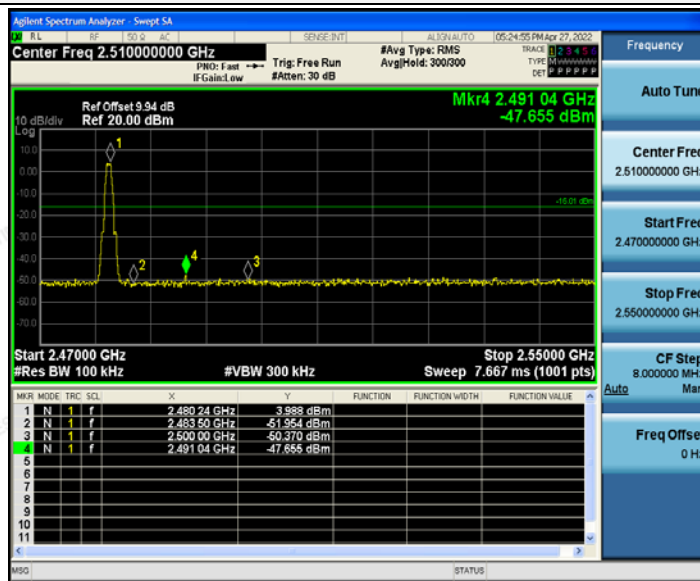 Agilent Spectrum Analyzer - Swept SA
RL RF 50 Ω AC SENSE:INT ALIGNAUTO 05:24:55 PM Apr 27, 2022
Center Freq 2.510000000 GHz
PNO: Fast Trig: Free Run
IFGain:Low #Atten: 30 dB
#Avg Type: RMS
Avg|Hold: 300/300
TRACE 1 2 3 4 5 6
TYPE M W W W W W
DET P P P P P P
Frequency
Auto Tune
Center Freq
2.510000000 GHz
Start Freq
2.470000000 GHz
Stop Freq
2.550000000 GHz
CF Step
8.000000 MHz
Auto Man
Freq Offset
0 Hz
Mkr4 2.491 04 GHz
-47.655 dBm
Ref Offset 9.94 dB
10 dB/div Ref 20.00 dBm
Log
10.0
0.00
-10.0
-20.0
-30.0
-40.0
-50.0
-60.0
-70.0
1
2
4
3
-16.01 dBm
Start 2.47000 GHz Stop 2.55000 GHz
#Res BW 100 kHz #VBW 300 kHz Sweep 7.667 ms (1001 pts)
MKR MODE TRC SCL X Y FUNCTION FUNCTION WIDTH FUNCTION VALUE
1 N 1 f 2.480 24 GHz 3.988 dBm
2 N 1 f 2.483 50 GHz -51.954 dBm
3 N 1 f 2.500 00 GHz -50.370 dBm
4 N 1 f 2.491 04 GHz -47.655 dBm
5
6
7
8
9
10
11
MSG STATUS